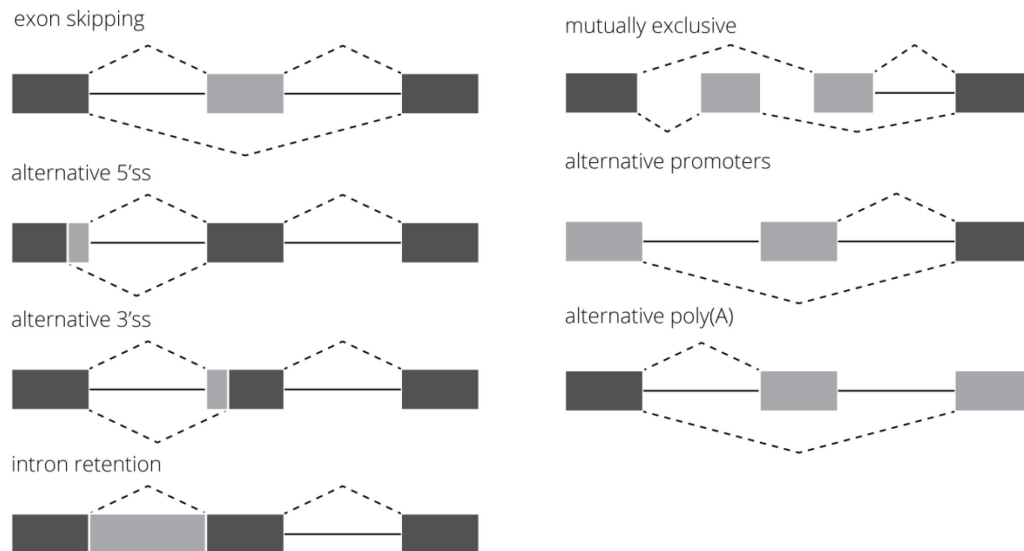 exon skipping
alternative 5'ss
alternative 3'ss
intron retention
mutually exclusive
alternative promoters
alternative poly(A)